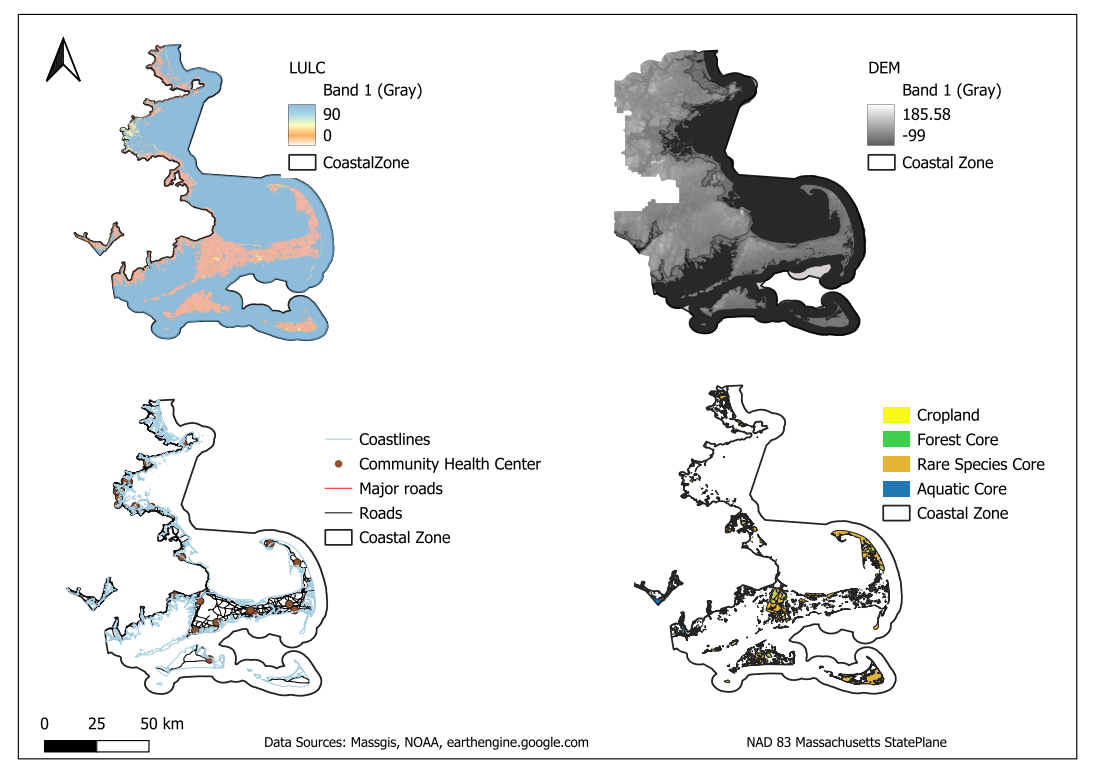 LULC
Band 1 (Gray)
90
0
CoastalZone
DEM
Band 1 (Gray)
185.58
-99
Coastal Zone
Coastlines
Community Health Center
Major roads
Roads
Coastal Zone
Cropland
Forest Core
Rare Species Core
Aquatic Core
Coastal Zone
0 25 50 km
Data Sources: Massgis, NOAA, earthengine.google.com
NAD 83 Massachusetts StatePlane